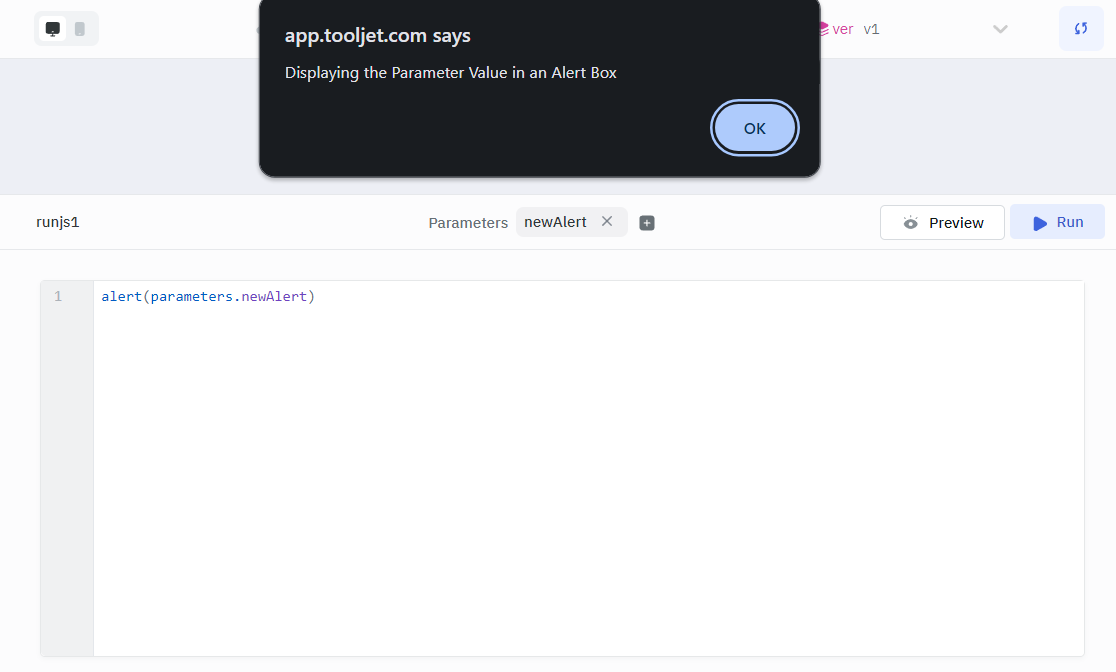 app.tooljet.com says
Displaying the Parameter Value in an Alert Box
OK
ver v1
runjs1
Parameters newAlert
Preview
Run
1 alert(parameters.newAlert)